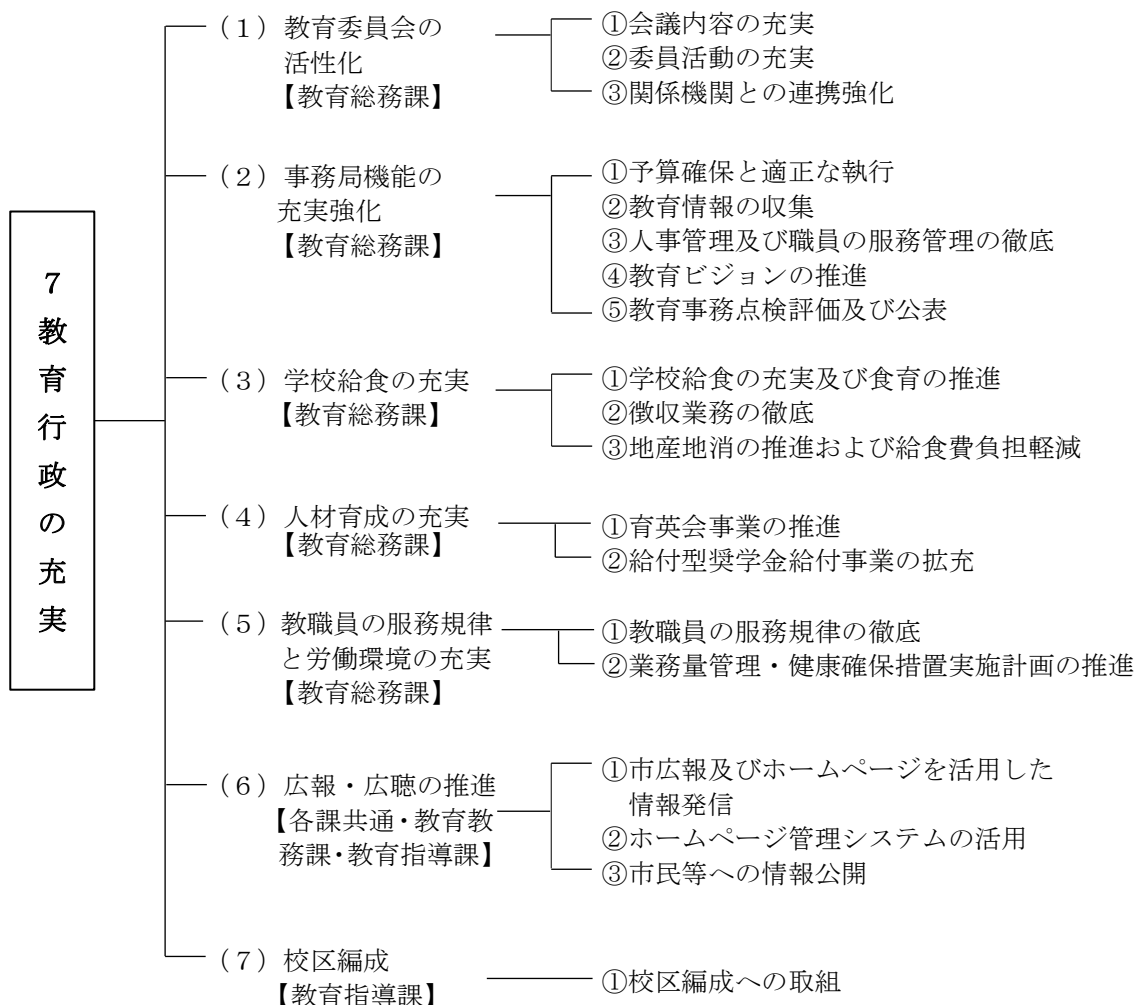 7教育行政の充実
（１）教育委員会の
活性化
【教育総務課】
①会議内容の充実
②委員活動の充実
③関係機関との連携強化
（２）事務局機能の
充実強化
【教育総務課】
①予算確保と適正な執行
②教育情報の収集
③人事管理及び職員の服務管理の徹底
④教育ビジョンの推進
⑤教育事務点検評価及び公表
（３）学校給食の充実
【教育総務課】
①学校給食の充実及び食育の推進
②徴収業務の徹底
③地産地消の推進および給食費負担軽減
（４）人材育成の充実
【教育総務課】
①育英会事業の推進
②給付型奨学金給付事業の拡充
（５）教職員の服務規律
と労働環境の充実
【教育総務課】
①教職員の服務規律の徹底
②業務量管理・健康確保措置実施計画の推進
（６）広報・広聴の推進
【各課共通・教育教
務課・教育指導課】
①市広報及びホームページを活用した
情報発信
②ホームページ管理システムの活用
③市民等への情報公開
（７）校区編成
【教育指導課】
①校区編成への取組